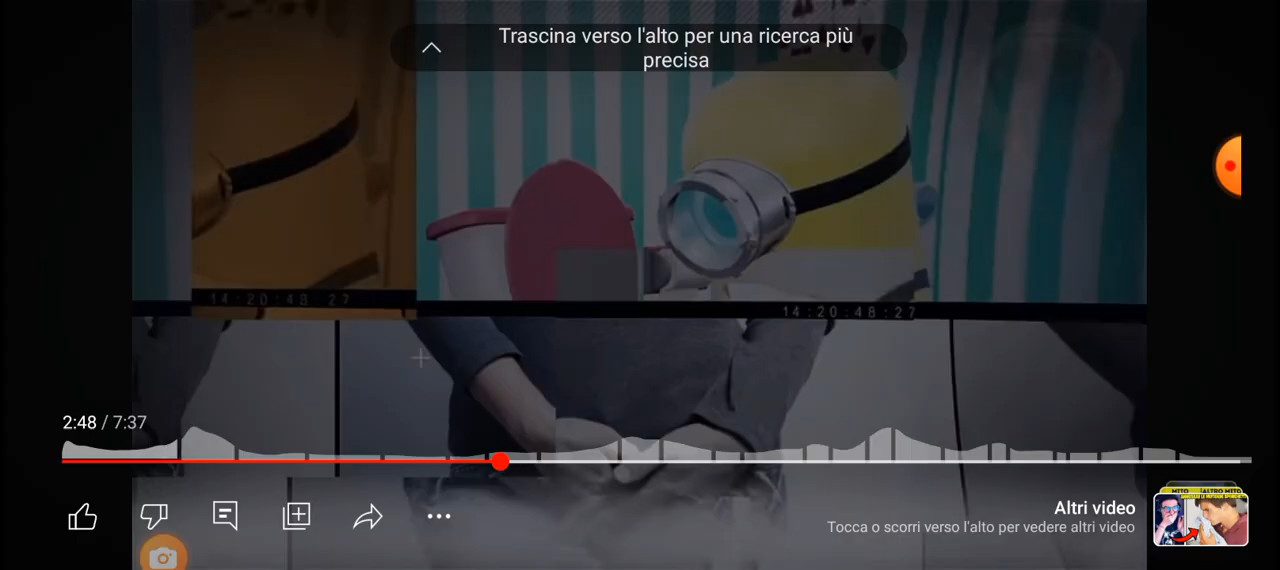 Trascina verso l'alto per una ricerca più
precisa
14:20:48:27
14:20:48:27
2:48 / 7:37
Altri video
Tocca o scorri verso l'alto per vedere altri video
MITO